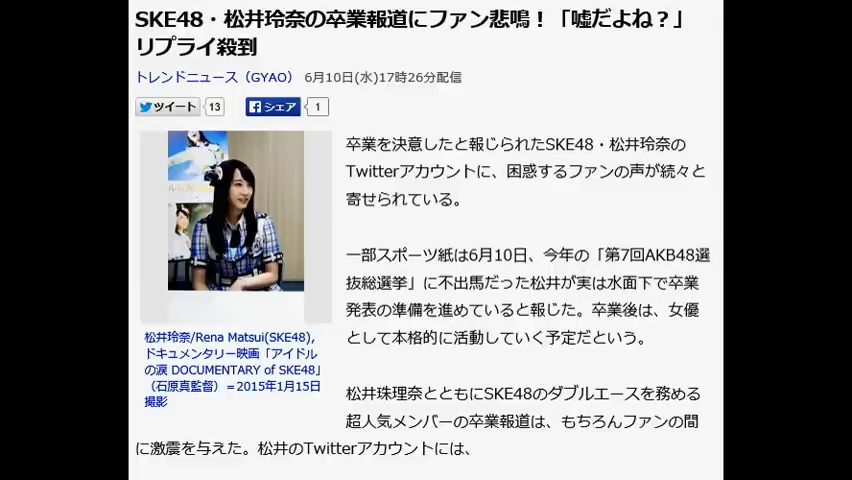 SKE48・松井玲奈の卒業報道にファン悲鳴！「嘘だよね？」
リプライ殺到
トレンドニュース（GYAO） 6月10日(水)17時26分配信
ツイート 13 シェア 1
卒業を決意したと報じられたSKE48・松井玲奈の
Twitterアカウントに、困惑するファンの声が続々と
寄せられている。
一部スポーツ紙は6月10日、今年の「第7回AKB48選
抜総選挙」に不出馬だった松井が実は水面下で卒業
発表の準備を進めていると報じた。卒業後は、女優
として本格的に活動していく予定だという。
松井玲奈/Rena Matsui(SKE48),
ドキュメンタリー映画「アイドル
の涙 DOCUMENTARY of SKE48」
（石原真監督）＝2015年1月15日
撮影
松井珠理奈とともにSKE48のダブルエースを務める
超人気メンバーの卒業報道は、もちろんファンの間
に激震を与えた。松井のTwitterアカウントには、